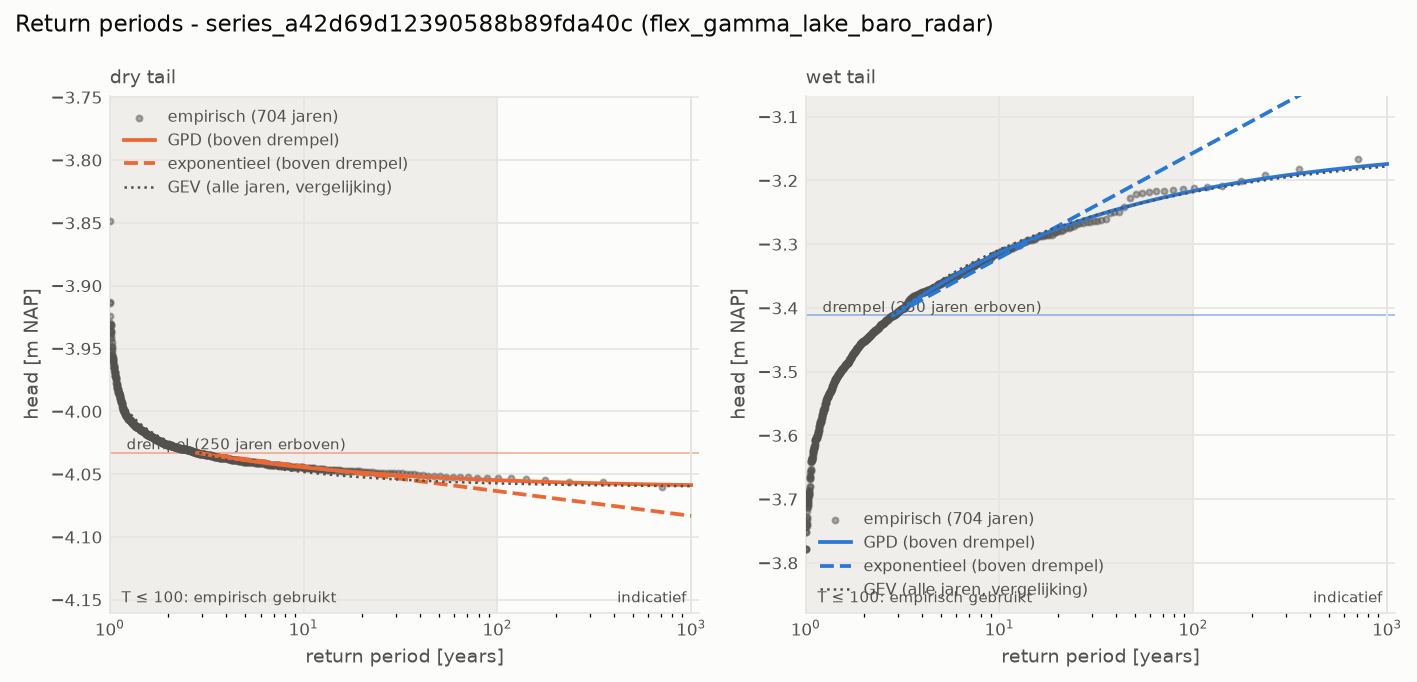 Return periods - series_a42d69d12390588b89fda40c (flex_gamma_lake_baro_radar)
dry tail
−3.75
−3.80
−3.85
−3.90
−3.95
−4.00
−4.05
−4.10
−4.15
head [m NAP]
empirisch (704 jaren)
GPD (boven drempel)
exponentieel (boven drempel)
GEV (alle jaren, vergelijking)
drempel (250 jaren erboven)
T ≤ 100: empirisch gebruikt
indicatief
10⁰
10¹
10²
10³
return period [years]
wet tail
−3.1
−3.2
−3.3
−3.4
−3.5
−3.6
−3.7
−3.8
head [m NAP]
drempel (250 jaren erboven)
empirisch (704 jaren)
GPD (boven drempel)
exponentieel (boven drempel)
GEV (alle jaren, vergelijking)
T ≤ 100: empirisch gebruikt
indicatief
10⁰
10¹
10²
10³
return period [years]